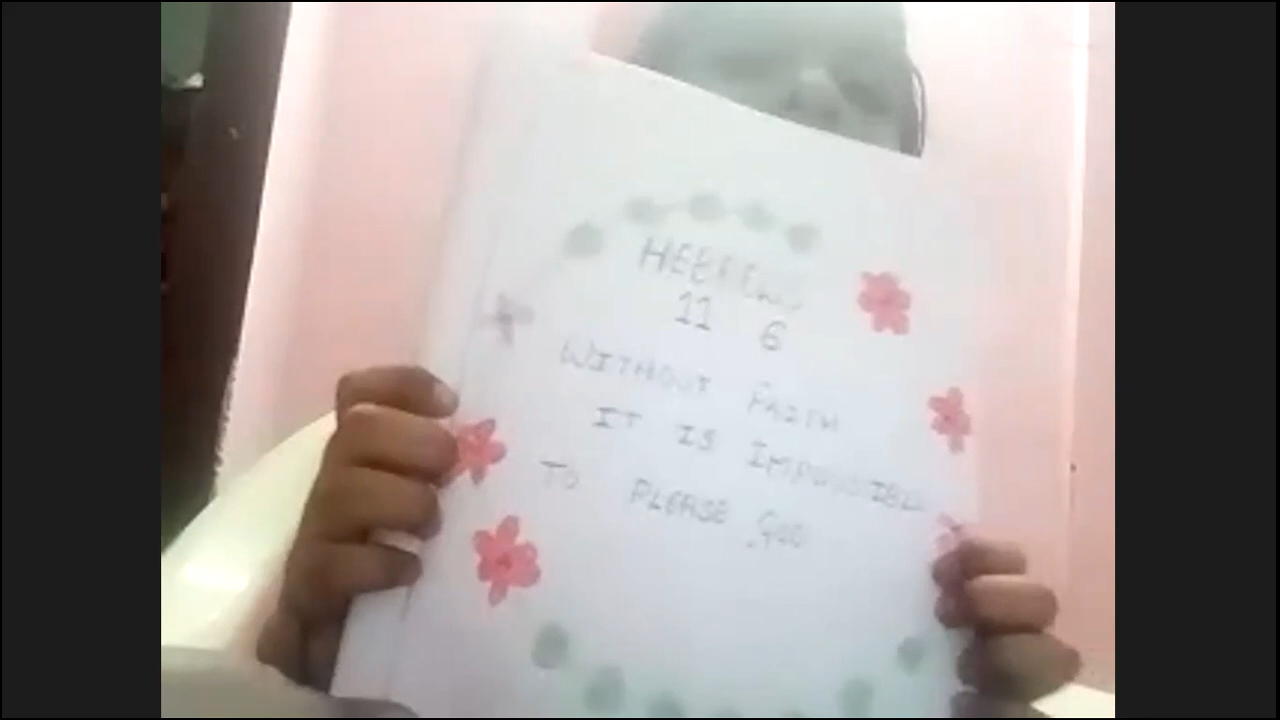 HEBREWS
11 6
WITHOUT FAITH
IT IS IMPOSSIBLE
TO PLEASE GOD